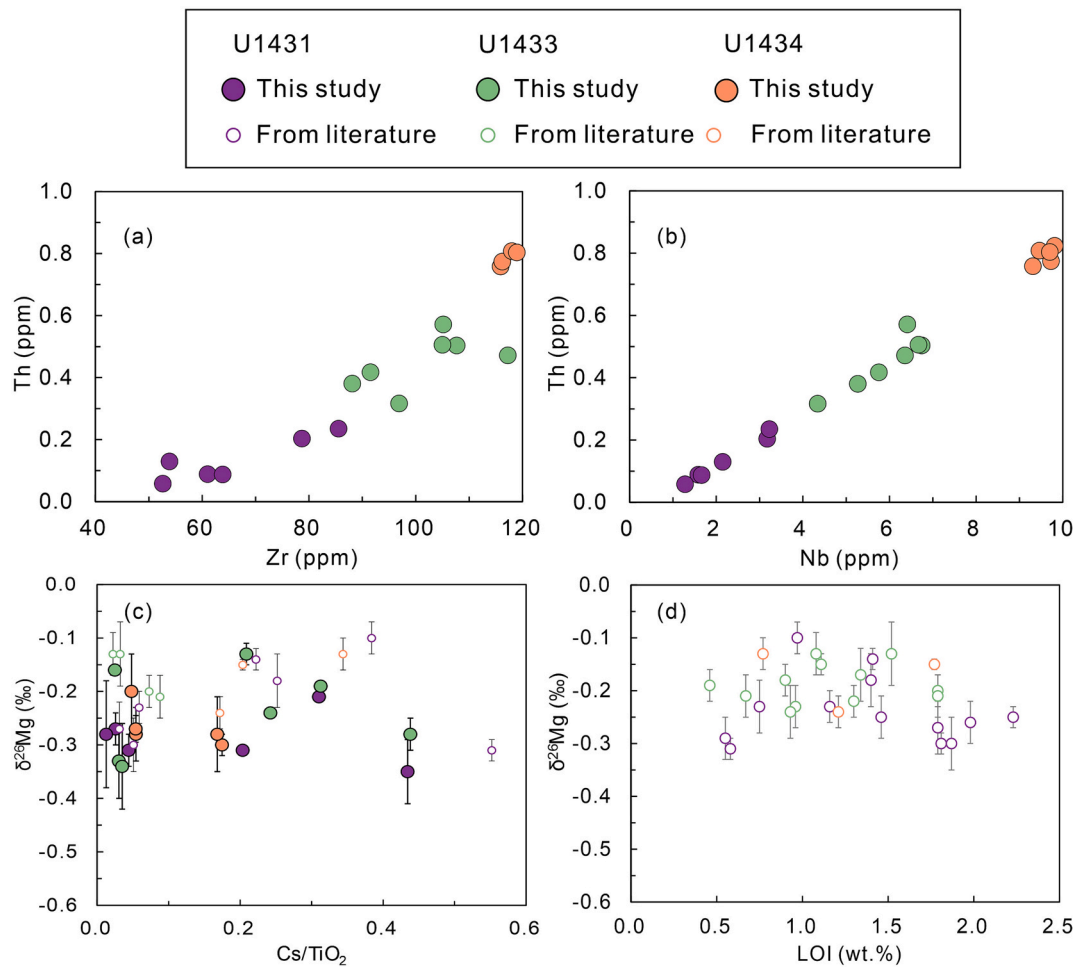 U1431 U1433 U1434
This study This study This study
From literature From literature From literature
1.0 1.0
(a) (b)
0.8 0.8
0.6 0.6
Th (ppm) Th (ppm)
0.4 0.4
0.2 0.2
0.0 0.0
40 60 80 100 120 0 2 4 6 8 10
Zr (ppm) Nb (ppm)
0.0 0.0
(c) (d)
-0.1 -0.1
-0.2 -0.2
δ²⁶Mg (‰) δ²⁶Mg (‰)
-0.3 -0.3
-0.4 -0.4
-0.5 -0.5
-0.6 -0.6
0.0 0.2 0.4 0.6 0.0 0.5 1.0 1.5 2.0 2.5
Cs/TiO₂ LOI (wt.%)